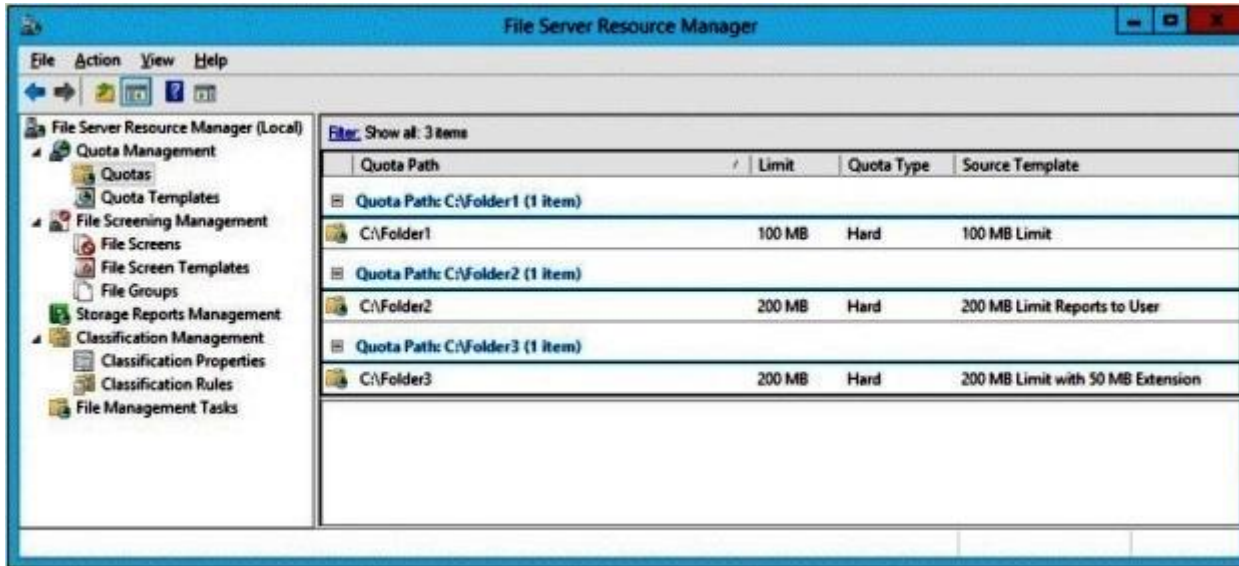 File Server Resource Manager
File Action View Help
File Server Resource Manager (Local)
Quota Management
Quotas
Quota Templates
File Screening Management
File Screens
File Screen Templates
File Groups
Storage Reports Management
Classification Management
Classification Properties
Classification Rules
File Management Tasks
Filter: Show all: 3 items
Quota Path / Limit Quota Type Source Template
Quota Path: C:\Folder1 (1 item)
C:\Folder1 100 MB Hard 100 MB Limit
Quota Path: C:\Folder2 (1 item)
C:\Folder2 200 MB Hard 200 MB Limit Reports to User
Quota Path: C:\Folder3 (1 item)
C:\Folder3 200 MB Hard 200 MB Limit with 50 MB Extension